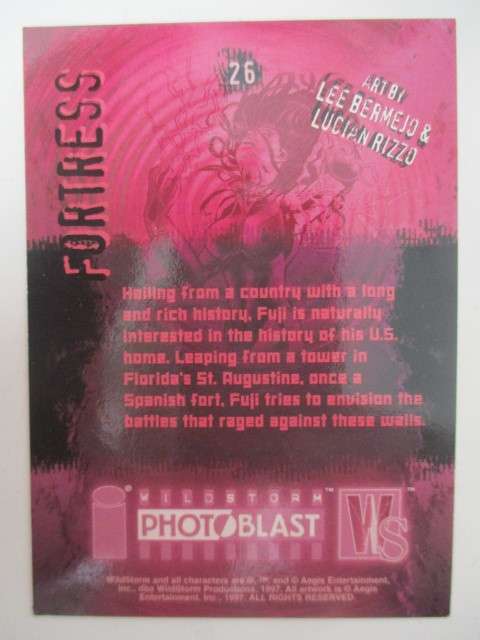 FORTRESS
26
ART BY
LEE BERMEJO &
LUCIAN RIZZO
Hailing from a country with a long
and rich history, Fuji is naturally
interested in the history of his U.S.
home. Leaping from a tower in
Florida's St. Augustine, once a
Spanish fort, Fuji tries to envision the
battles that raged against these walls.
WILDSTORM™
PHOTOBLAST
WS™
WildStorm and all characters are ®, ™, and © Aegis Entertainment,
Inc., dba WildStorm Productions, 1997. All artwork is © Aegis
Entertainment, Inc., 1997. ALL RIGHTS RESERVED.